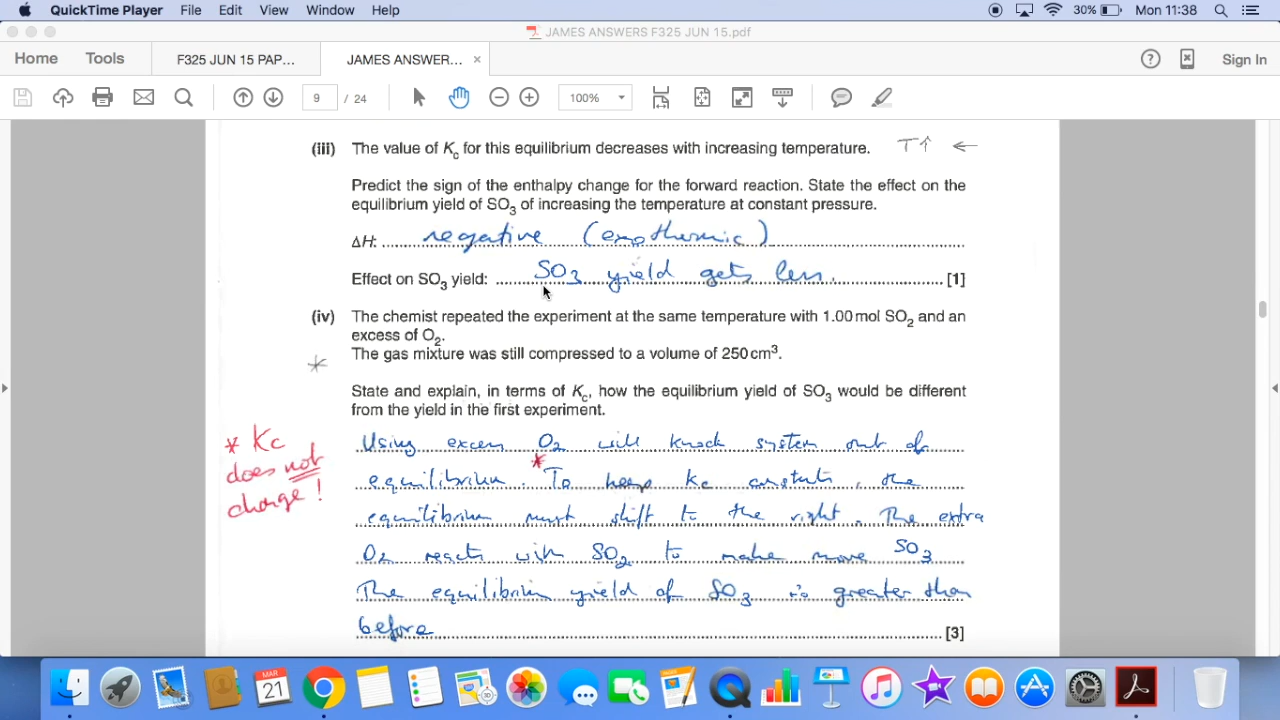 QuickTime Player File Edit View Window Help 30% Mon 11:38
JAMES ANSWERS F325 JUN 15.pdf
Home Tools F325 JUN 15 PAP... JAMES ANSWER... × Sign In
9 / 24 100%
(iii) The value of Kc for this equilibrium decreases with increasing temperature. T↑ ←
Predict the sign of the enthalpy change for the forward reaction. State the effect on the
equilibrium yield of SO3 of increasing the temperature at constant pressure.
ΔH: negative (exothermic)
Effect on SO3 yield: SO3 yield gets less. [1]
(iv) The chemist repeated the experiment at the same temperature with 1.00 mol SO2 and an
excess of O2.
* The gas mixture was still compressed to a volume of 250 cm³.
State and explain, in terms of Kc, how the equilibrium yield of SO3 would be different
from the yield in the first experiment.
* Kc
does not
change!
Using excess O2 will knock system out of
equilibrium. * To keep Kc constant, the
equilibrium must shift to the right. The extra
O2 reacts with SO2 to make more SO3
The equilibrium yield of SO3 is greater than
before [3]
MAR
21